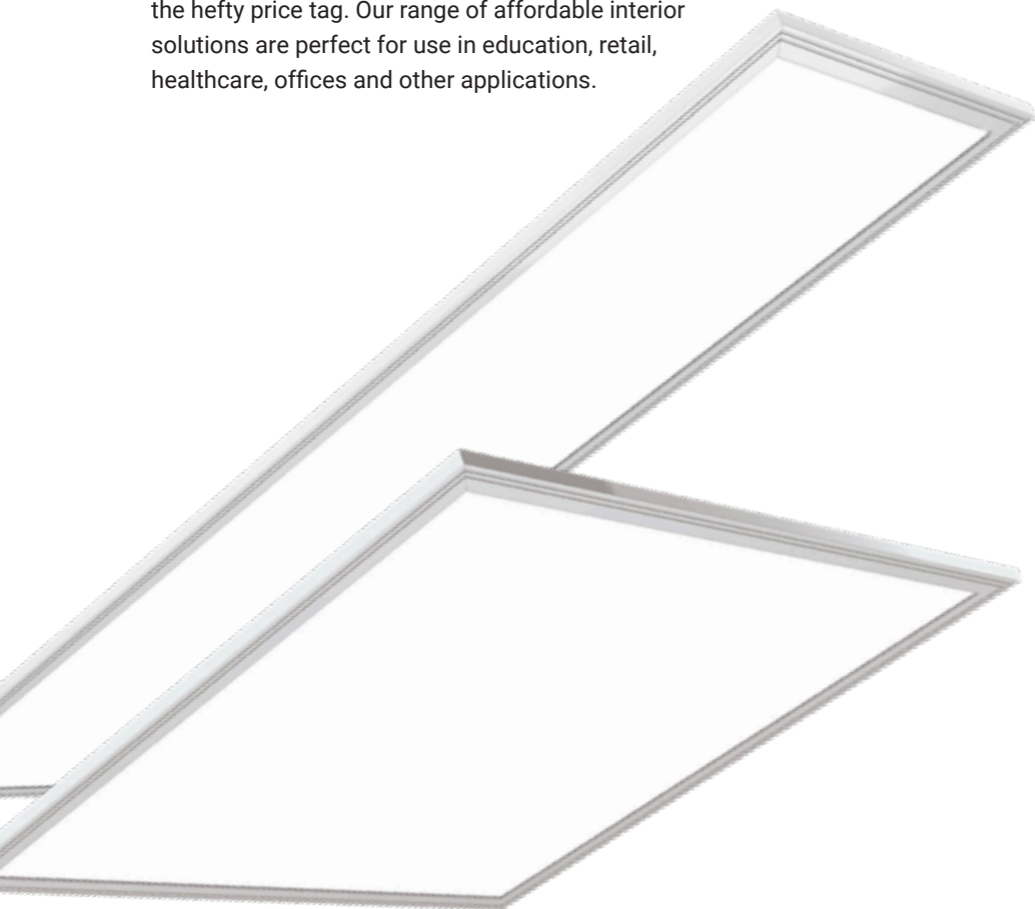 the hefty price tag. Our range of affordable interior
solutions are perfect for use in education, retail,
healthcare, offices and other applications.